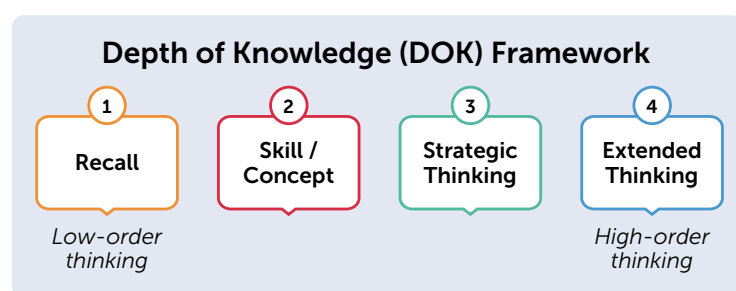 Depth of Knowledge (DOK) Framework
1
Recall
Low-order
thinking
2
Skill /
Concept
3
Strategic
Thinking
4
Extended
Thinking
High-order
thinking